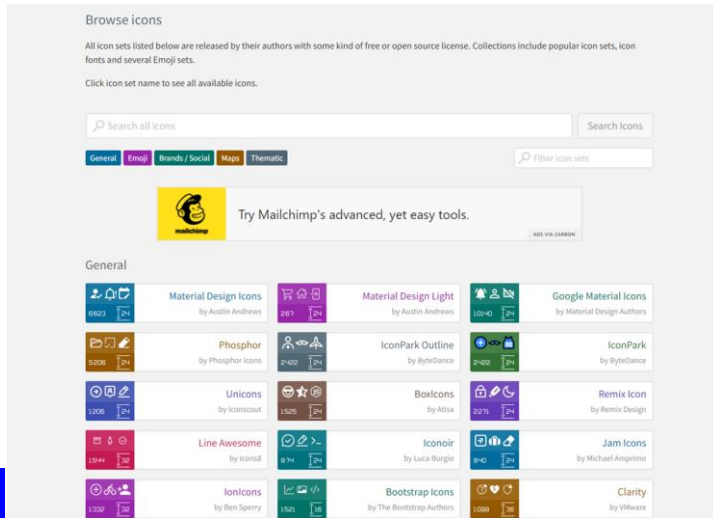 Browse icons
All icon sets listed below are released by their authors with some kind of free or open source license. Collections include popular icon sets, icon
fonts and several Emoji sets.
Click icon set name to see all available icons.
Search all icons
Search Icons
General Emoji Brands / Social Maps Thematic
Filter icon sets
mailchimp
Try Mailchimp's advanced, yet easy tools.
ADS VIA CARBON
General
Material Design Icons
by Austin Andrews
6623 24
Material Design Light
by Austin Andrews
267 24
Google Material Icons
by Material Design Authors
10140 24
Phosphor
by Phosphor Icons
5206 24
IconPark Outline
by ByteDance
2422 24
IconPark
by ByteDance
2422 24
Unicons
by Iconscout
1206 24
BoxIcons
by Atisa
1525 24
Remix Icon
by Remix Design
2271 24
Line Awesome
by Icons8
1544 32
Iconoir
by Luca Burgio
974 24
Jam Icons
by Michael Amprimo
940 24
IonIcons
by Ben Sperry
1332 32
Bootstrap Icons
by The Bootstrap Authors
1521 16
Clarity
by VMware
1099 36